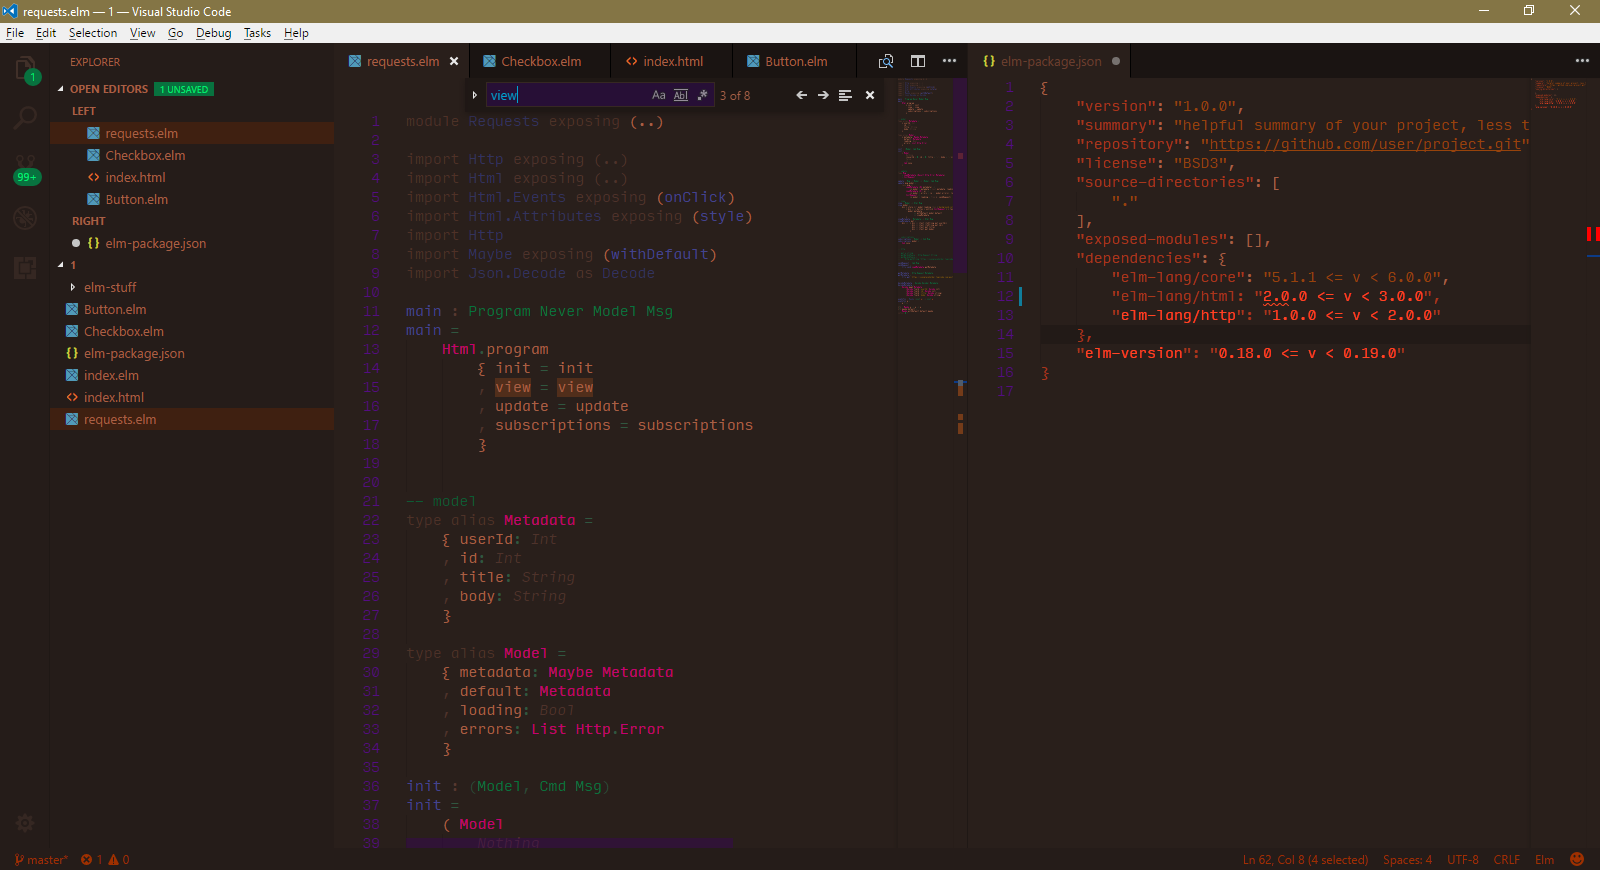 requests.elm — 1 — Visual Studio Code
File Edit Selection View Go Debug Tasks Help
1
99+
EXPLORER
OPEN EDITORS 1 UNSAVED
LEFT
requests.elm
Checkbox.elm
index.html
Button.elm
RIGHT
{} elm-package.json
1
elm-stuff
Button.elm
Checkbox.elm
{} elm-package.json
index.elm
<> index.html
requests.elm
requests.elm Checkbox.elm <> index.html Button.elm
view Aa Abl .* 3 of 8
1 module Requests exposing (..)
2
3 import Http exposing (..)
4 import Html exposing (..)
5 import Html.Events exposing (onClick)
6 import Html.Attributes exposing (style)
7 import Http
8 import Maybe exposing (withDefault)
9 import Json.Decode as Decode
10
11 main : Program Never Model Msg
12 main =
13     Html.program
14         { init = init
15         , view = view
16         , update = update
17         , subscriptions = subscriptions
18         }
19
20
21 -- model
22 type alias Metadata =
23     { userId: Int
24     , id: Int
25     , title: String
26     , body: String
27     }
28
29 type alias Model =
30     { metadata: Maybe Metadata
31     , default: Metadata
32     , loading: Bool
33     , errors: List Http.Error
34     }
35
36 init : (Model, Cmd Msg)
37 init =
38     ( Model
39         Nothing
{} elm-package.json
1 {
2     "version": "1.0.0",
3     "summary": "helpful summary of your project, less t
4     "repository": "https://github.com/user/project.git"
5     "license": "BSD3",
6     "source-directories": [
7         "."
8     ],
9     "exposed-modules": [],
10     "dependencies": {
11         "elm-lang/core": "5.1.1 <= v < 6.0.0",
12         "elm-lang/html": "2.0.0 <= v < 3.0.0",
13         "elm-lang/http": "1.0.0 <= v < 2.0.0"
14     },
15     "elm-version": "0.18.0 <= v < 0.19.0"
16 }
17
master* 1 0 Ln 62, Col 8 (4 selected) Spaces: 4 UTF-8 CRLF Elm